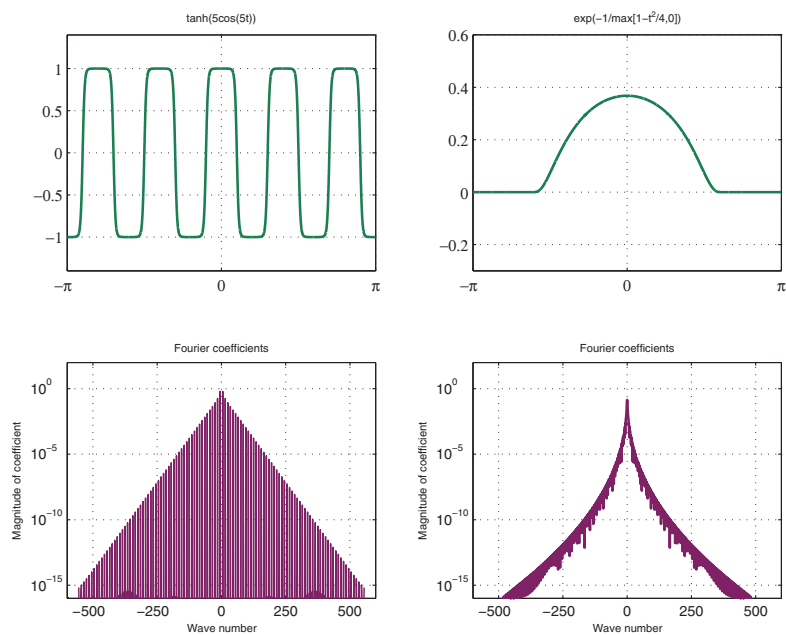 tanh(5cos(5t))
1
0.5
0
−0.5
−1
−π
0
π
exp(−1/max[1−t²/4,0])
0.6
0.4
0.2
0
−0.2
−π
0
π
Fourier coefficients
Magnitude of coefficient
10⁰
10⁻⁵
10⁻¹⁰
10⁻¹⁵
−500
−250
0
250
500
Wave number
Fourier coefficients
Magnitude of coefficient
10⁰
10⁻⁵
10⁻¹⁰
10⁻¹⁵
−500
−250
0
250
500
Wave number